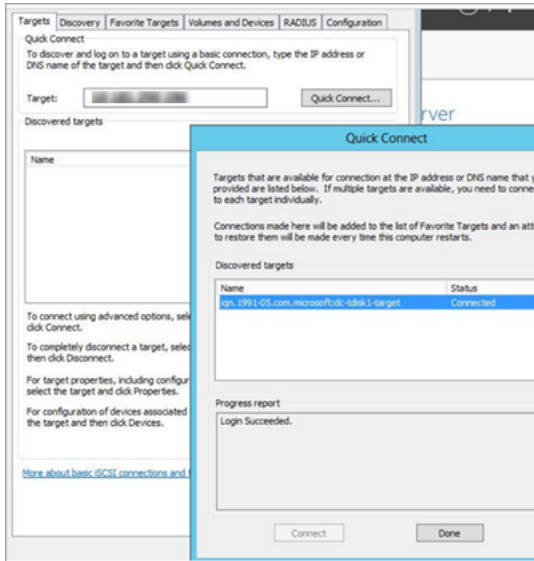 Targets Discovery Favorite Targets Volumes and Devices RADIUS Configuration
Quick Connect
To discover and log on to a target using a basic connection, type the IP address or
DNS name of the target and then click Quick Connect.
Target:
Quick Connect...
Discovered targets
Name
To connect using advanced options,
click Connect.
To completely disconnect a target,
then click Disconnect.
For target properties, including
select the target and click Properties.
For configuration of devices associated
the target and then click Devices.
More about basic iSCSI connections and
rver
Quick Connect
Targets that are available for connection at the IP address or DNS name that
provided are listed below. If multiple targets are available, you need to
to each target individually.
Connections made here will be added to the list of Favorite Targets and an
to restore them will be made every time this computer restarts.
Discovered targets
Name Status
iqn.1991-05.com.microsoft:dc-tdisk1-target Connected
Progress report
Login Succeeded.
Connect Done